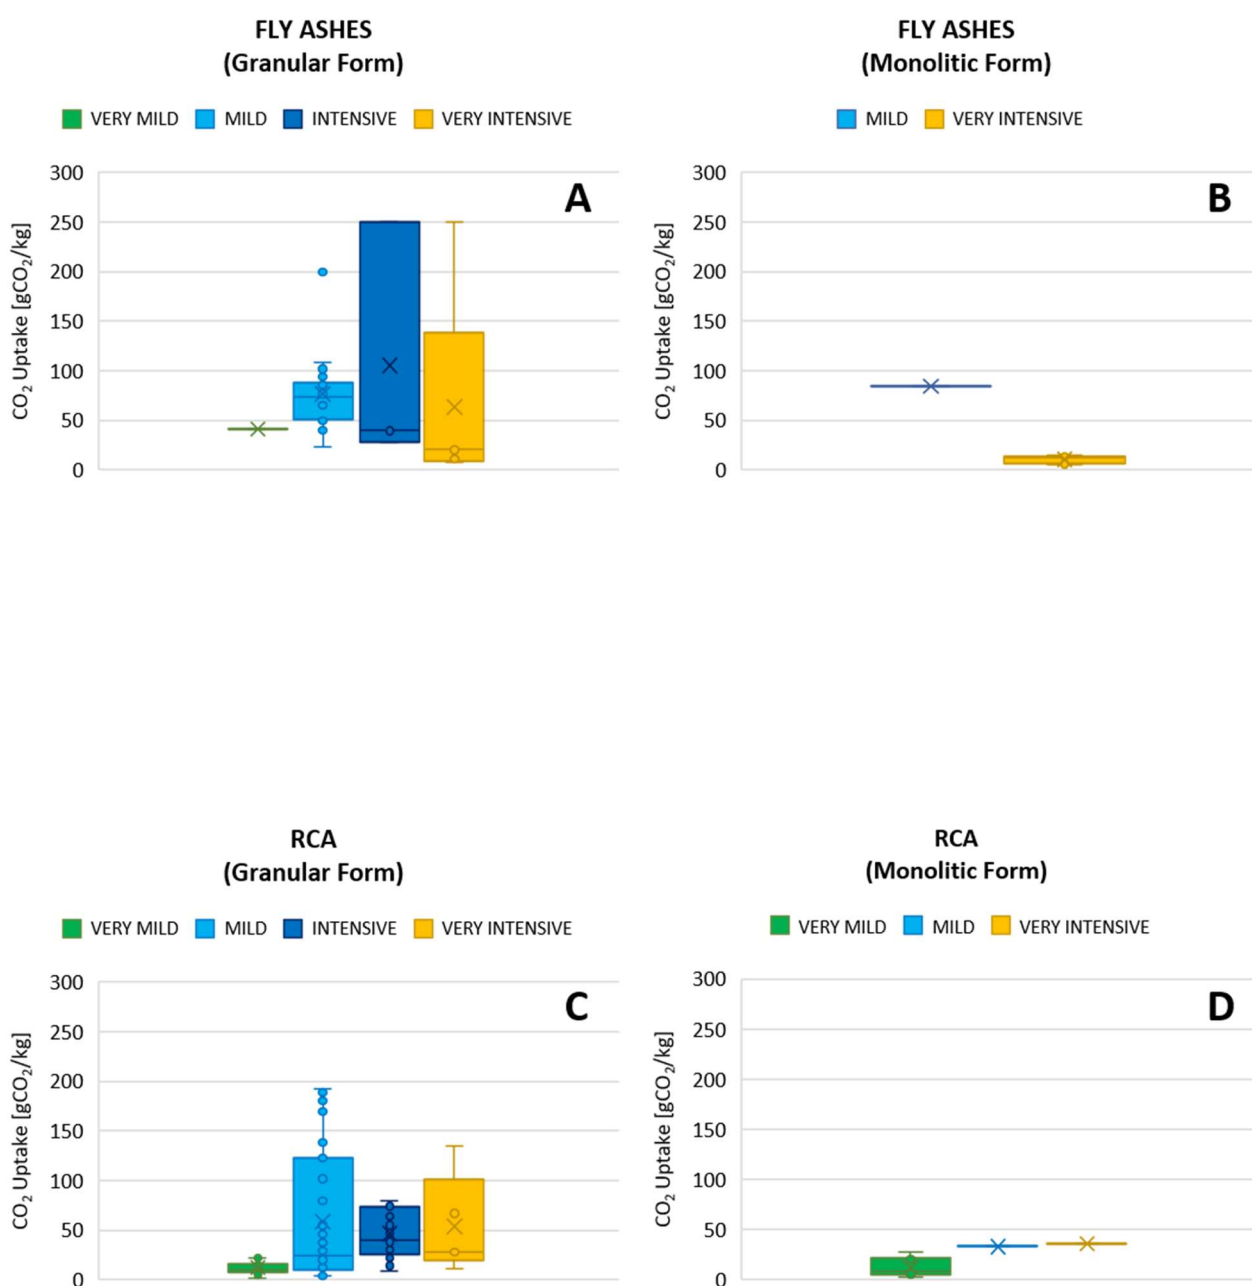 FLY ASHES
(Granular Form)
VERY MILD MILD INTENSIVE VERY INTENSIVE
A
CO₂ Uptake [gCO₂/kg]
300
250
200
150
100
50
0
FLY ASHES
(Monolitic Form)
MILD VERY INTENSIVE
B
CO₂ Uptake [gCO₂/kg]
300
250
200
150
100
50
0
RCA
(Granular Form)
VERY MILD MILD INTENSIVE VERY INTENSIVE
C
CO₂ Uptake [gCO₂/kg]
300
250
200
150
100
50
0
RCA
(Monolitic Form)
VERY MILD MILD VERY INTENSIVE
D
CO₂ Uptake [gCO₂/kg]
300
250
200
150
100
50
0